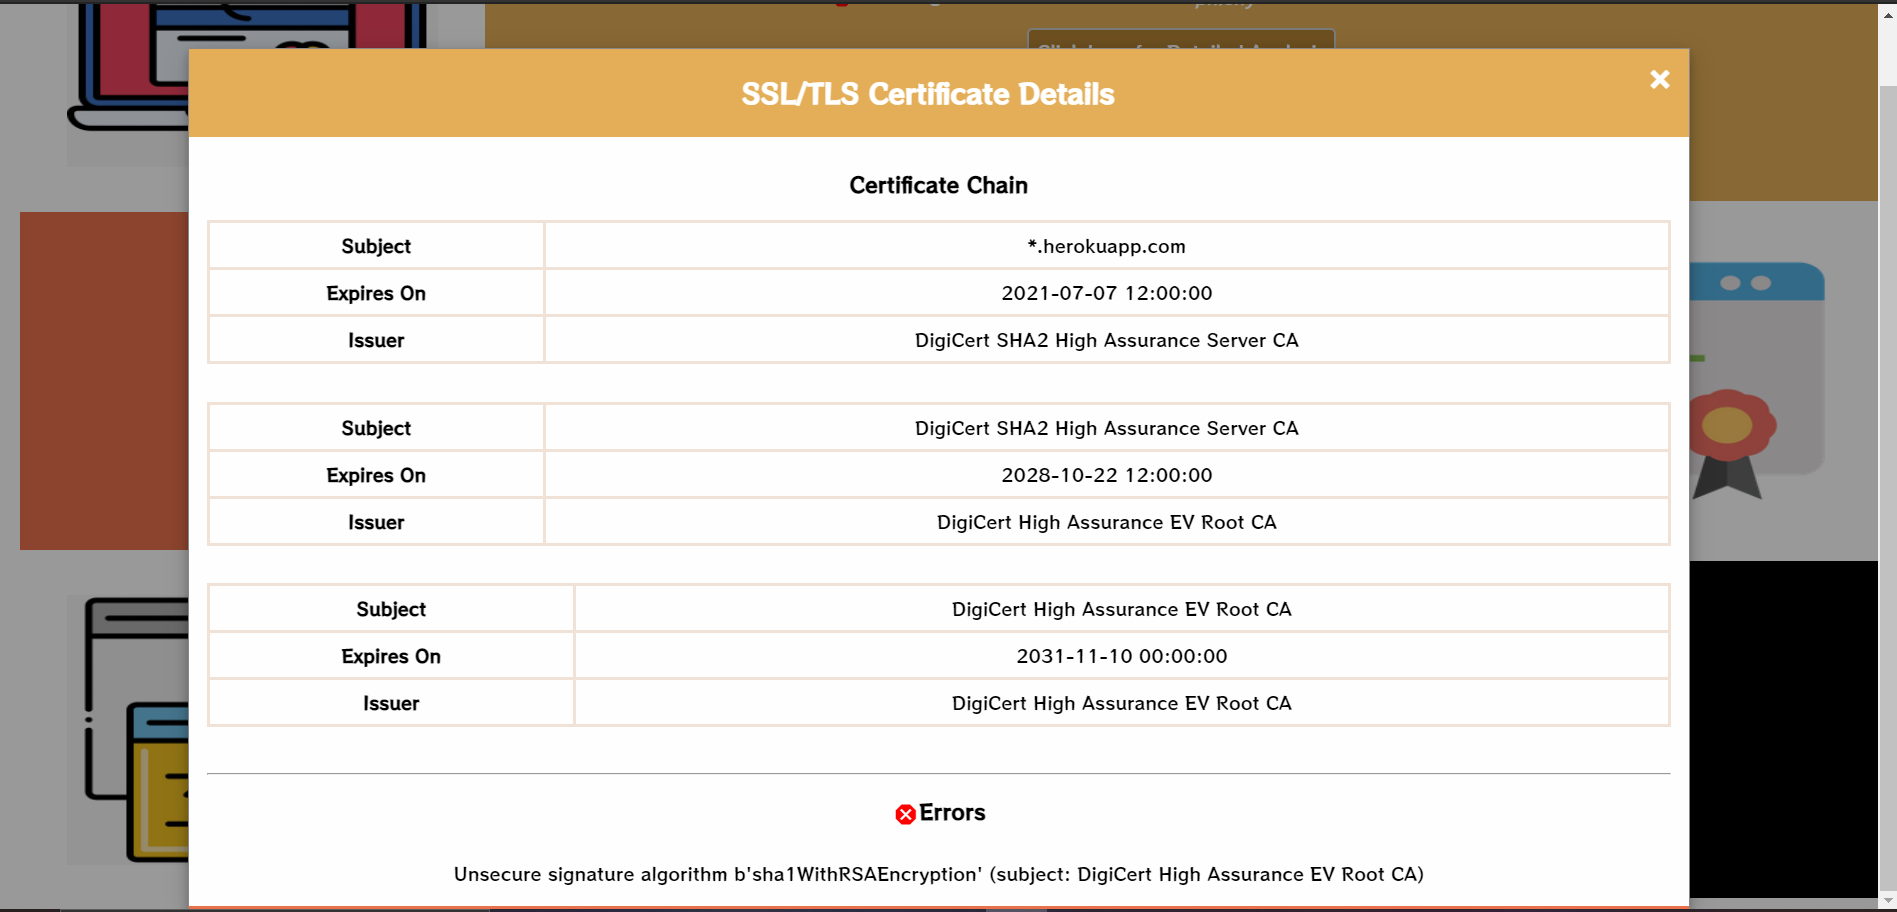 SSL/TLS Certificate Details
Certificate Chain
Subject *.herokuapp.com
Expires On 2021-07-07 12:00:00
Issuer DigiCert SHA2 High Assurance Server CA
Subject DigiCert SHA2 High Assurance Server CA
Expires On 2028-10-22 12:00:00
Issuer DigiCert High Assurance EV Root CA
Subject DigiCert High Assurance EV Root CA
Expires On 2031-11-10 00:00:00
Issuer DigiCert High Assurance EV Root CA
Errors
Unsecure signature algorithm b'sha1WithRSAEncryption' (subject: DigiCert High Assurance EV Root CA)